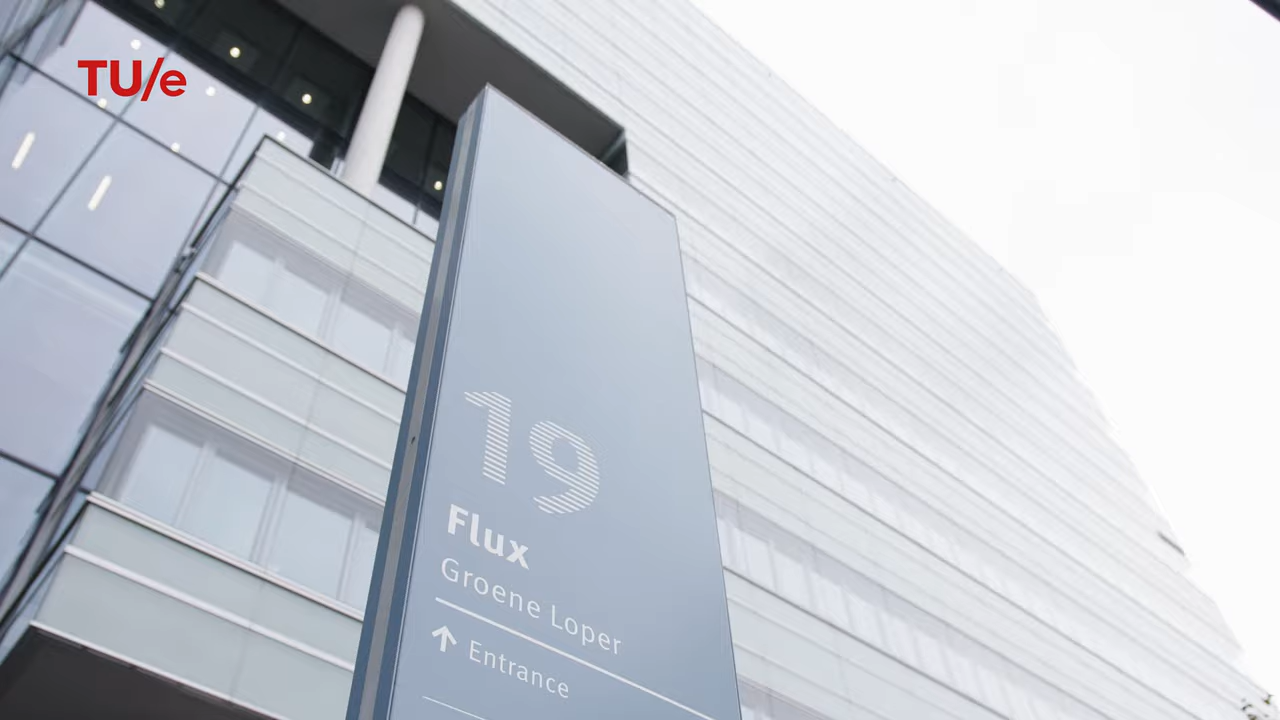 TU/e
19
Flux
Groene Loper
↑ Entrance